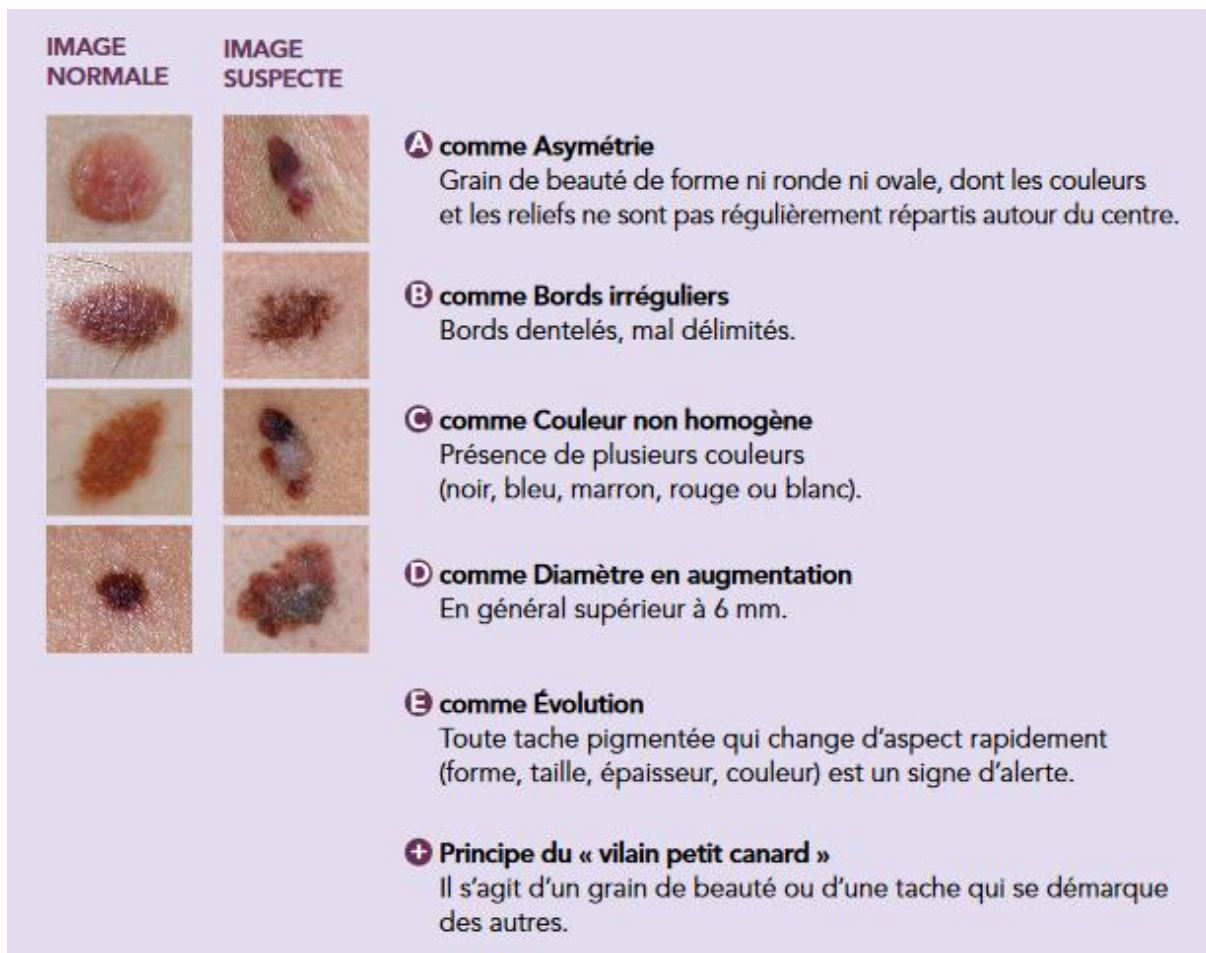 IMAGE
NORMALE
IMAGE
SUSPECTE
A comme Asymétrie
Grain de beauté de forme ni ronde ni ovale, dont les couleurs
et les reliefs ne sont pas régulièrement répartis autour du centre.
B comme Bords irréguliers
Bords dentelés, mal délimités.
C comme Couleur non homogène
Présence de plusieurs couleurs
(noir, bleu, marron, rouge ou blanc).
D comme Diamètre en augmentation
En général supérieur à 6 mm.
E comme Évolution
Toute tache pigmentée qui change d’aspect rapidement
(forme, taille, épaisseur, couleur) est un signe d’alerte.
+ Principe du « vilain petit canard »
Il s’agit d’un grain de beauté ou d’une tache qui se démarque
des autres.